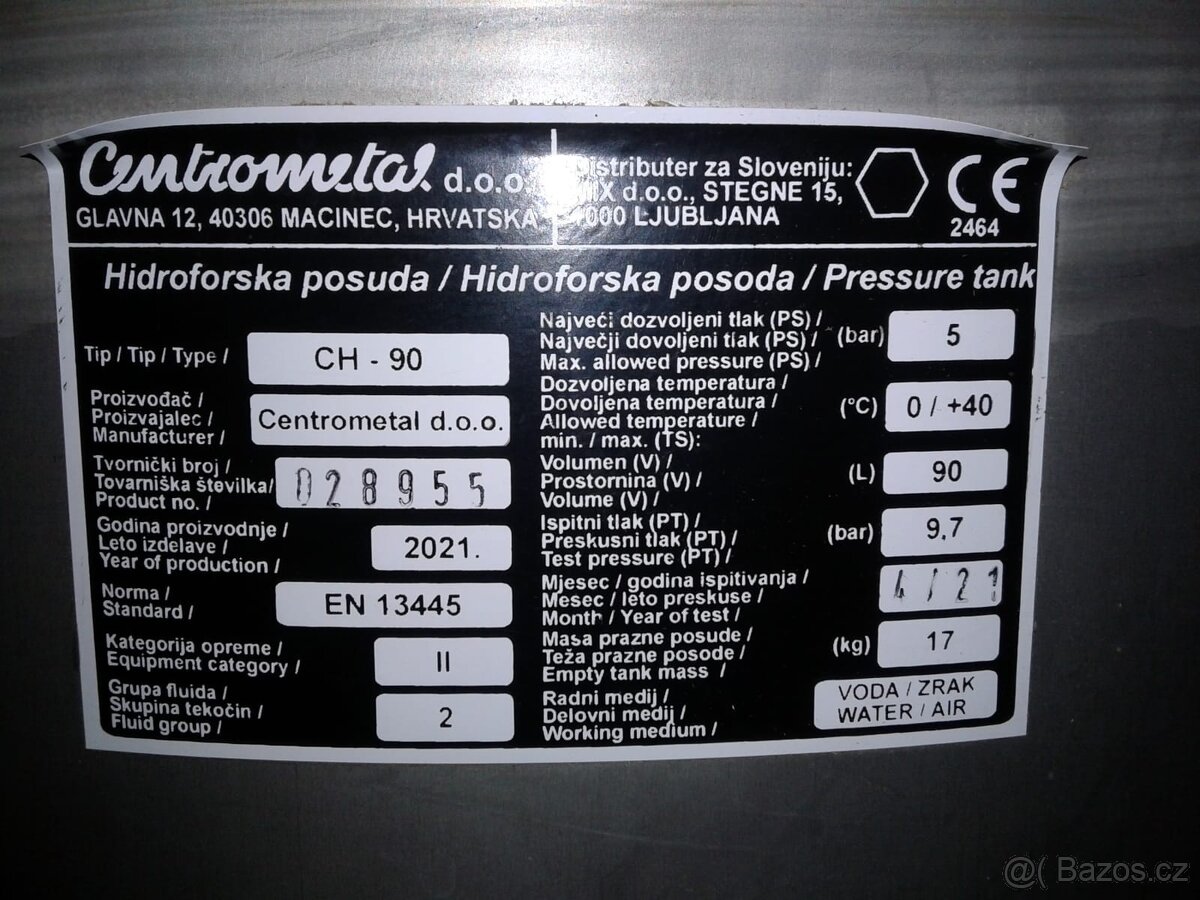 Centrometal d.o.o.
GLAVNA 12, 40306 MACINEC, HRVATSKA
za Sloveniju:
d.o.o., STEGNE 15,
LJUBLJANA
CE
2464
Hidroforska posuda / Hidroforska posoda / Pressure tank
Tip / Tip / Type /
CH - 90
Proizvođač /
Proizvajalec /
Manufacturer /
Centrometal d.o.o.
Tvornički broj /
Tovarniška številka/
Product no. /
028955
Godina proizvodnje /
Leto izdelave /
Year of production /
2021.
Norma /
Standard /
EN 13445
Kategorija opreme /
Equipment category /
II
Grupa fluida /
Skupina tekočin /
Fluid group /
2
Najveći dozvoljeni tlak (PS) /
Največji dovoljeni tlak (PS) /
Max. allowed pressure (PS) /
(bar)
5
Dozvoljena temperatura /
Dovoljena temperatura /
Allowed temperature /
min. / max. (TS):
(°C)
0 / +40
Volumen (V) /
Prostornina (V) /
Volume (V) /
(L)
90
Ispitni tlak (PT) /
Preskusni tlak (PT) /
Test pressure (PT) /
(bar)
9,7
Mjesec / godina ispitivanja /
Mesec / leto preskuse /
Month / Year of test /
4/21
Masa prazne posude /
Teža prazne posode /
Empty tank mass /
(kg)
17
Radni medij /
Delovni medij /
Working medium /
VODA / ZRAK
WATER / AIR
@( Bazos.cz